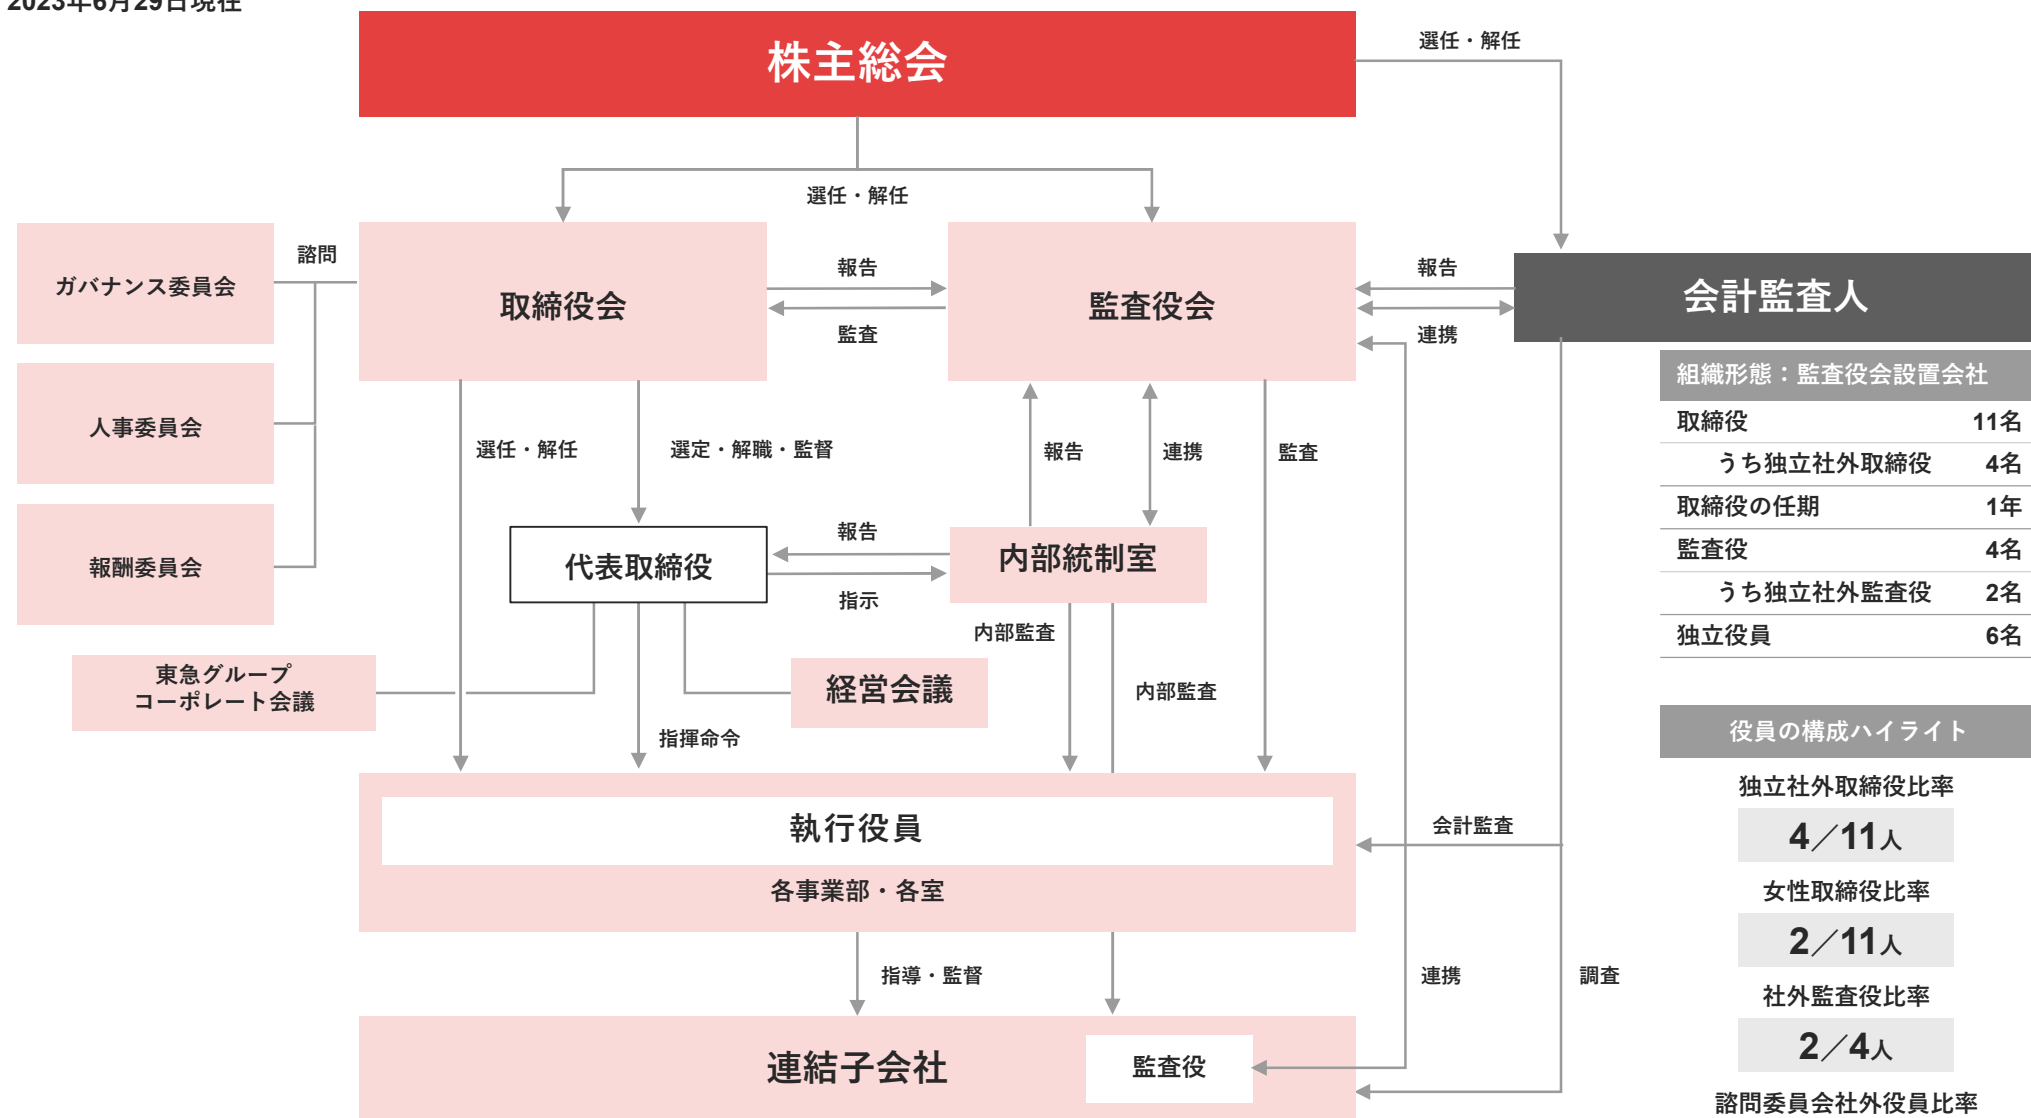 2023年6月29日現在
株主総会
選任・解任
選任・解任
ガバナンス委員会
諮問
取締役会
報告
監査
監査役会
報告
連携
会計監査人
人事委員会
報酬委員会
選任・解任
選定・解職・監督
報告
連携
監査
代表取締役
報告
指示
内部統制室
内部監査
内部監査
東急グループ
コーポレート会議
経営会議
指揮命令
執行役員
各事業部・各室
会計監査
指導・監督
連携
調査
連結子会社
監査役
組織形態：監査役会設置会社
取締役 11名
うち独立社外取締役 4名
取締役の任期 1年
監査役 4名
うち独立社外監査役 2名
独立役員 6名
役員の構成ハイライト
独立社外取締役比率
4／11人
女性取締役比率
2／11人
社外監査役比率
2／4人
諮問委員会社外役員比率